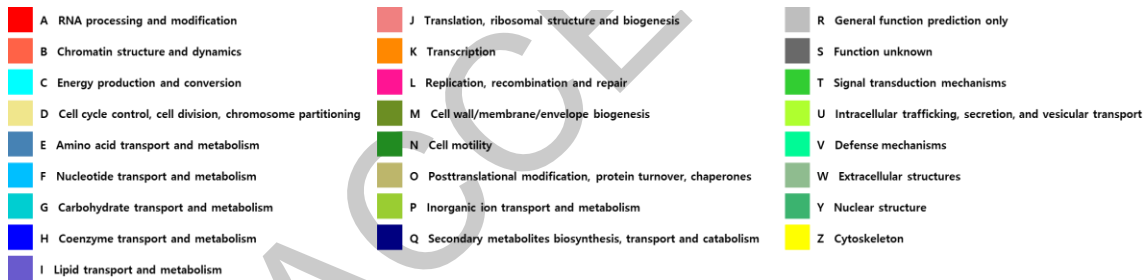 A RNA processing and modification
B Chromatin structure and dynamics
C Energy production and conversion
D Cell cycle control, cell division, chromosome partitioning
E Amino acid transport and metabolism
F Nucleotide transport and metabolism
G Carbohydrate transport and metabolism
H Coenzyme transport and metabolism
I Lipid transport and metabolism
J Translation, ribosomal structure and biogenesis
K Transcription
L Replication, recombination and repair
M Cell wall/membrane/envelope biogenesis
N Cell motility
O Posttranslational modification, protein turnover, chaperones
P Inorganic ion transport and metabolism
Q Secondary metabolites biosynthesis, transport and catabolism
R General function prediction only
S Function unknown
T Signal transduction mechanisms
U Intracellular trafficking, secretion, and vesicular transport
V Defense mechanisms
W Extracellular structures
Y Nuclear structure
Z Cytoskeleton
ACCE